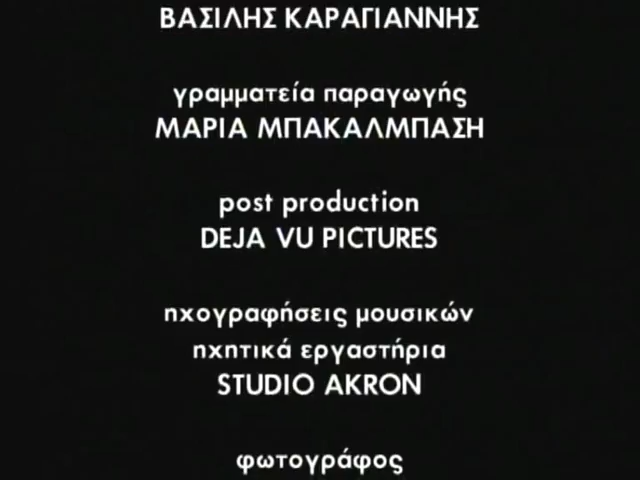 ΒΑΣΙΛΗΣ ΚΑΡΑΓΙΑΝΝΗΣ
γραμματεία παραγωγής
ΜΑΡΙΑ ΜΠΑΚΑΛΜΠΑΣΗ
post production
DEJA VU PICTURES
ηχογραφήσεις μουσικών
ηχητικά εργαστήρια
STUDIO AKRON
φωτογράφος